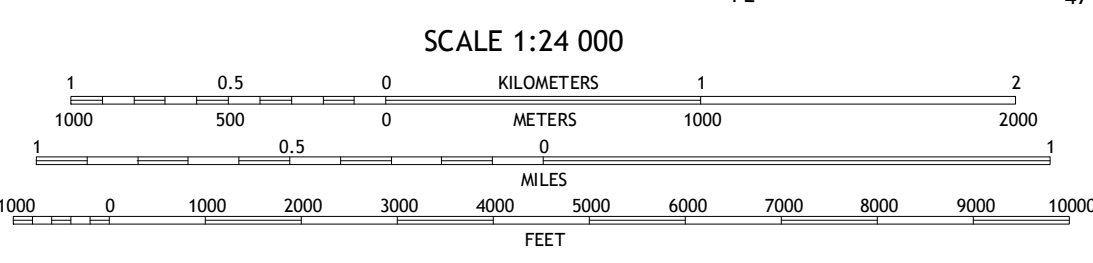 SCALE 1:24 000
1 0.5 0 KILOMETERS 1 2
1000 500 0 METERS 1000 2000
1 0.5 0 1
MILES
1000 0 1000 2000 3000 4000 5000 6000 7000 8000 9000 10000
FEET